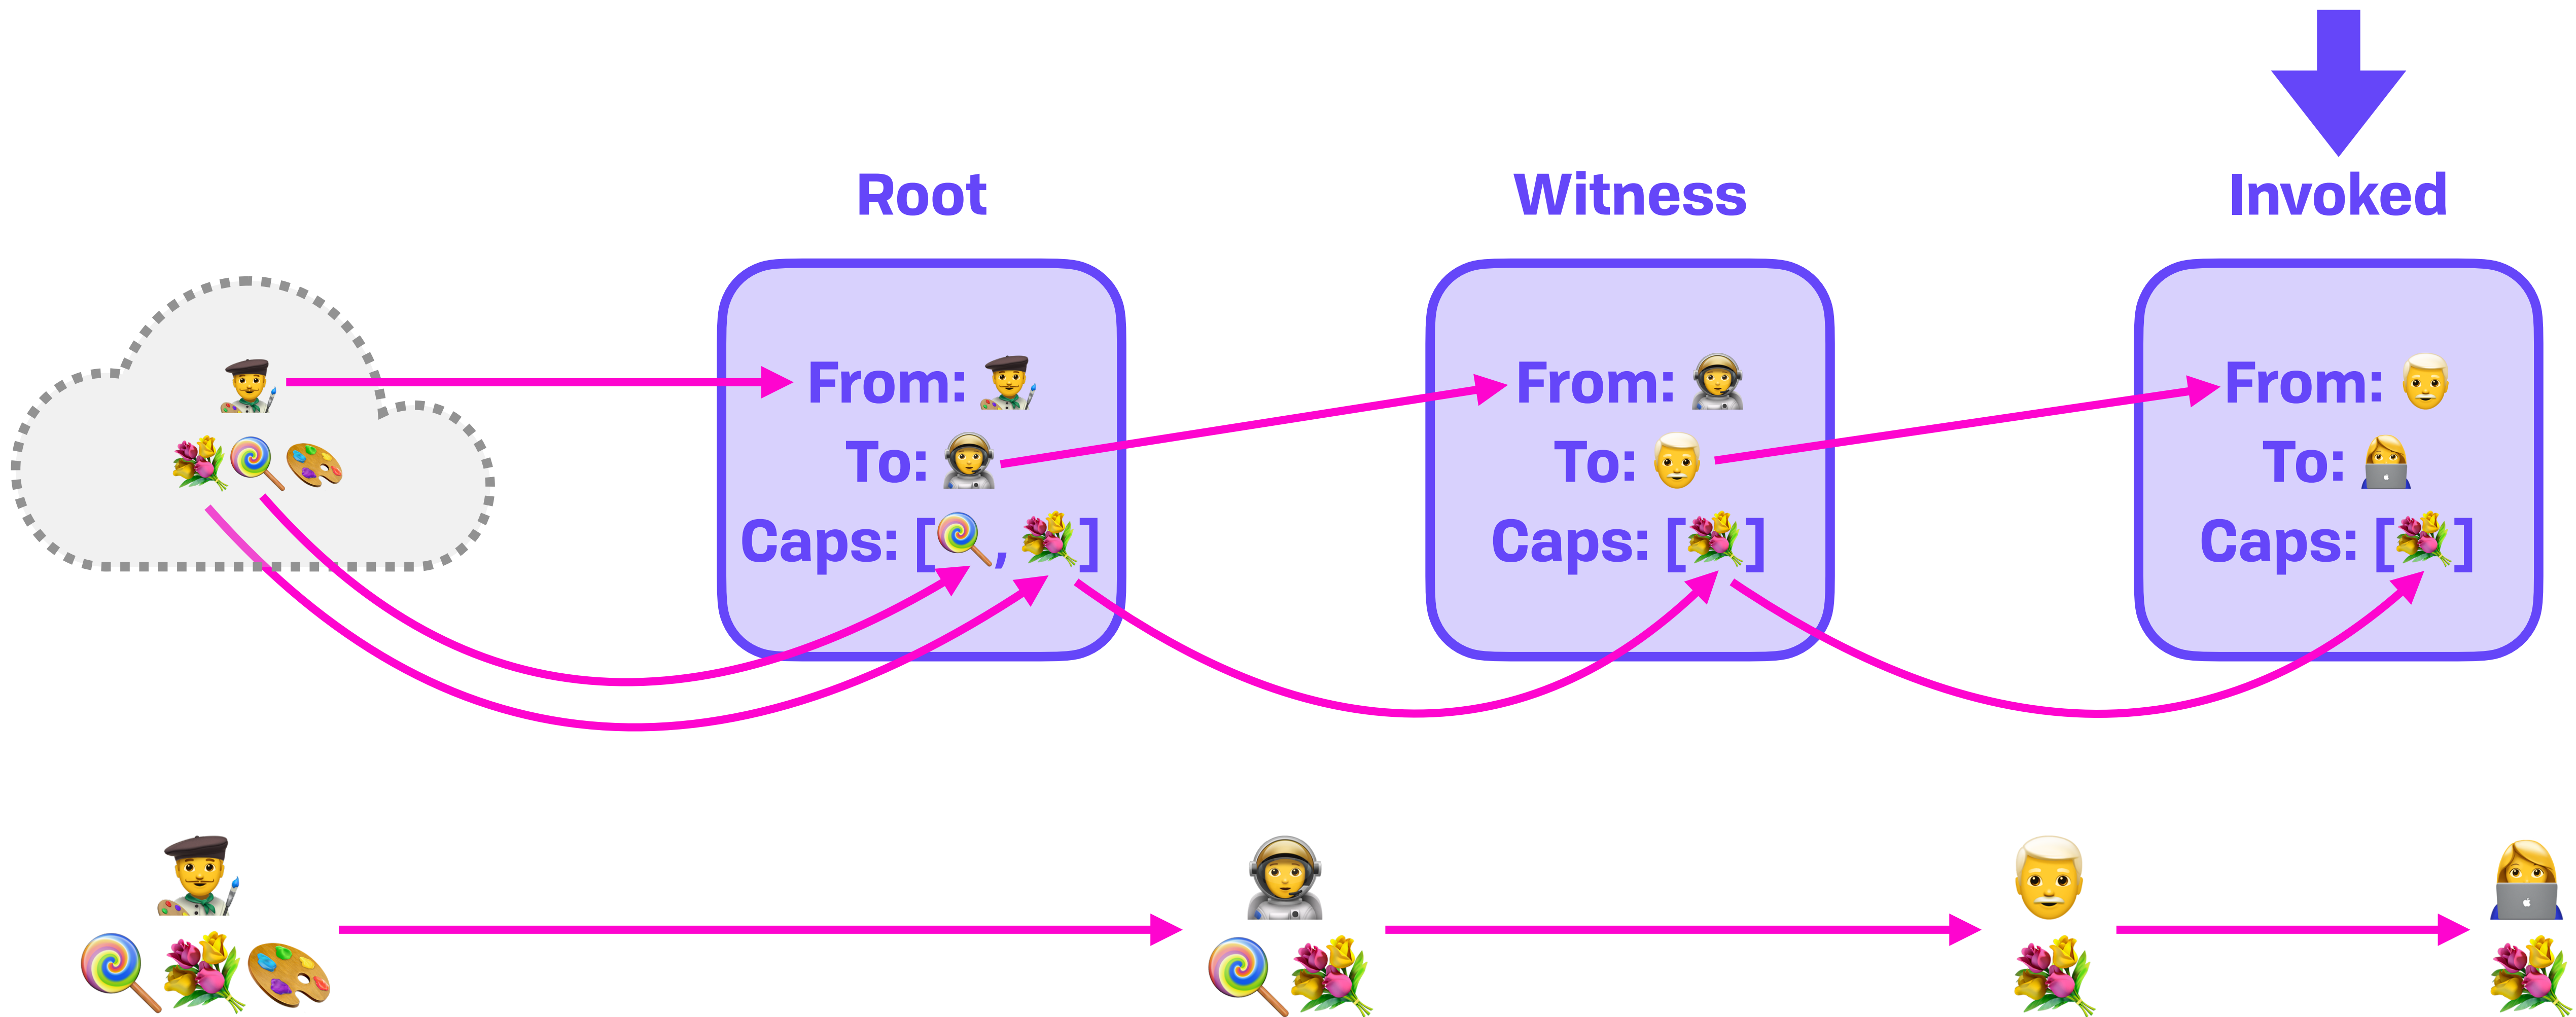 Root
Witness
Invoked
From: 👨‍🎨
To: 🧑‍🚀
Caps: [🍭, 💐]
From: 🧑‍🚀
To: 👨‍🦳
Caps: [💐]
From: 👨‍🦳
To: 👩‍💻
Caps: [💐]